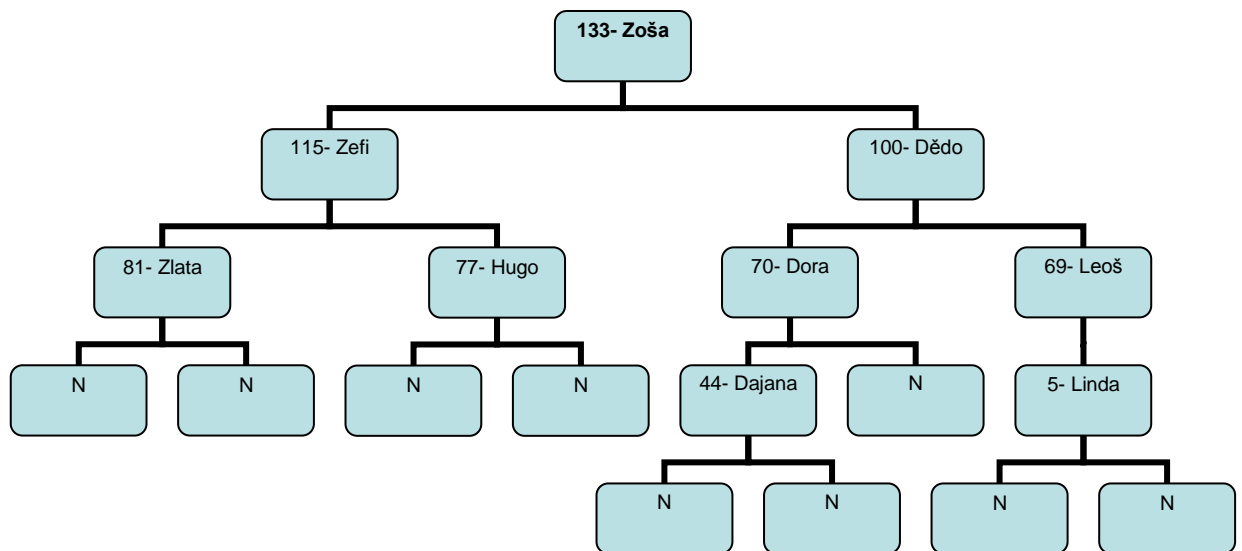 133- Zoša
115- Zefi
100- Dědo
81- Zlata
77- Hugo
70- Dora
69- Leoš
N
N
N
N
44- Dajana
N
5- Linda
N
N
N
N